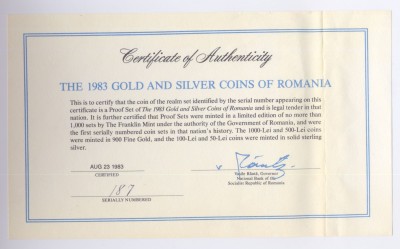 Certificate of Authenticity
THE 1983 GOLD AND SILVER COINS OF ROMANIA
This is to certify that the coin of the realm set identified by the serial number appearing on this
certificate is a Proof Set of The 1983 Gold and Silver Coins of Romania and is legal tender in that
nation. It is further certified that Proof Sets were minted in a limited edition of no more than
1,000 sets by The Franklin Mint under the authority of the Government of Romania, and were
the first serially numbered coin sets in that nation's history. The 1000-Lei and 500-Lei coins
were minted in 900 Fine Gold, and the 100-Lei and 50-Lei coins were minted in solid sterling
silver.
AUG 23 1983
CERTIFIED
187
SERIALLY NUMBERED
Governor
National Bank of the
Socialist Republic of Romania